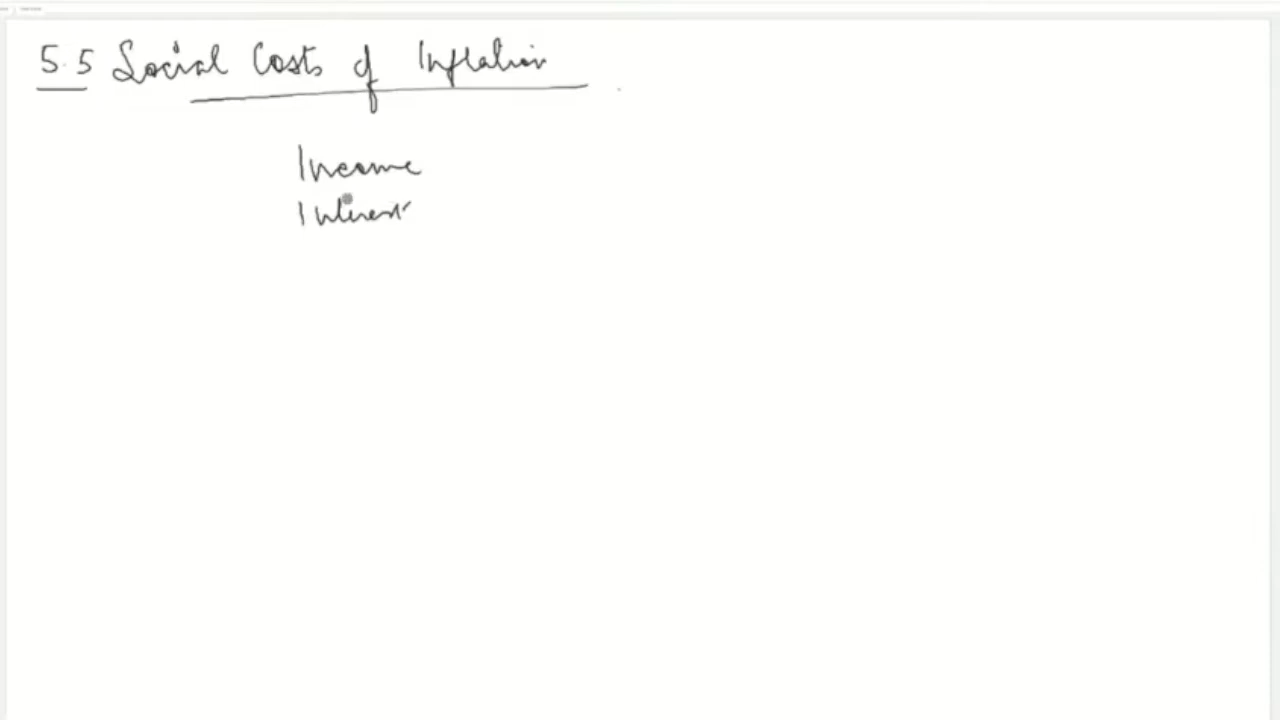 5.5 Social Costs of Inflation
Income
Interest